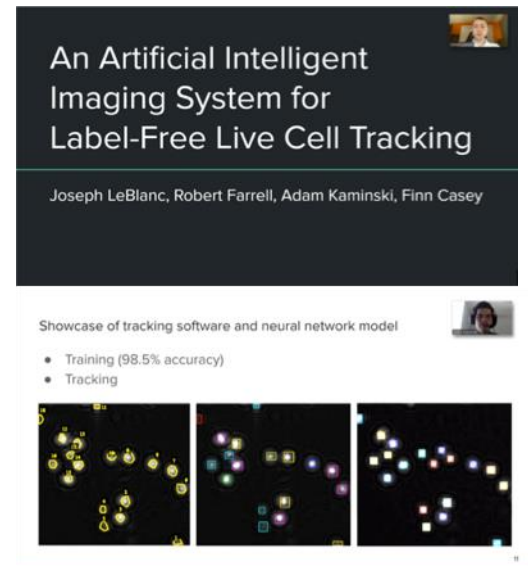 An Artificial Intelligent
Imaging System for
Label-Free Live Cell Tracking
Joseph LeBlanc, Robert Farrell, Adam Kaminski, Finn Casey
Showcase of tracking software and neural network model
● Training (98.5% accuracy)
● Tracking